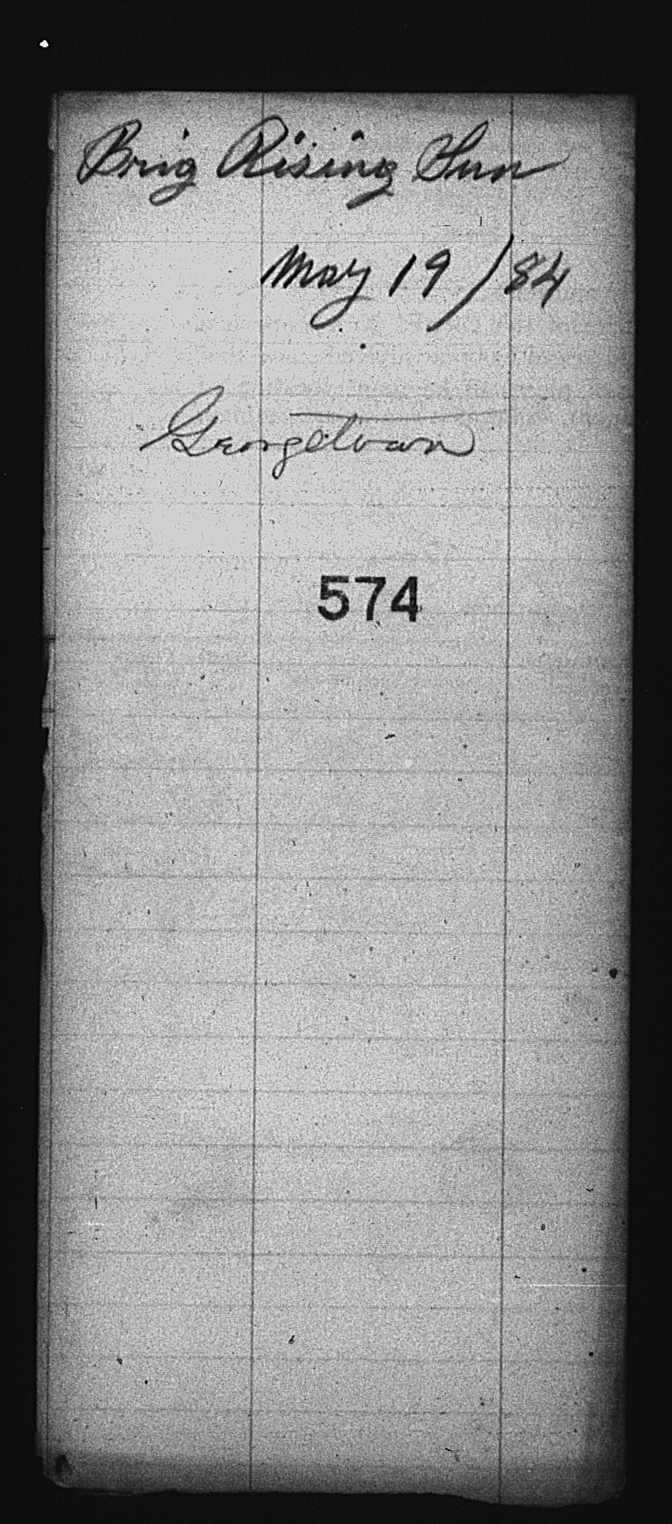 Brig Rising Sun
May 19/84
Georgetown
574